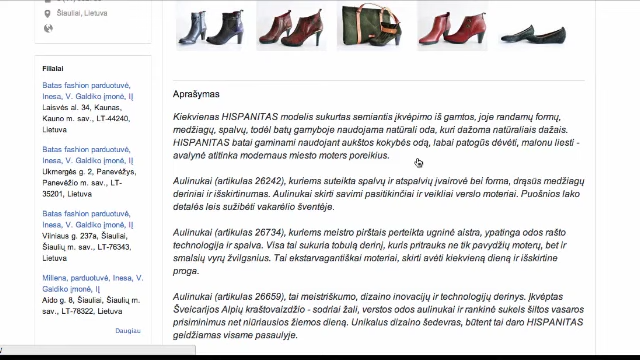 Šiauliai, Lietuva
Filialai
Batas fashion parduotuvė,
Inesa, V. Galdiko įmonė, IĮ
Laisvės al. 34, Kaunas,
Kauno m. sav., LT-44240,
Lietuva
Batas fashion parduotuvė,
Inesa, V. Galdiko įmonė, IĮ
Ukmergės g. 2, Panevėžys,
Panevėžio m. sav., LT-
35201, Lietuva
Batas fashion parduotuvė,
Inesa, V. Galdiko įmonė, IĮ
Vilniaus g. 237a, Šiauliai,
Šiaulių m. sav., LT-76343,
Lietuva
Millena, parduotuvė, Inesa, V.
Galdiko įmonė, IĮ
Aido g. 8, Šiauliai, Šiaulių m.
sav., LT-78322, Lietuva
Daugiau
Aprašymas
Kiekvienas HISPANITAS modelis sukurtas semiantis įkvėpimo iš gamtos, joje randamų formų,
medžiagų, spalvų, todėl batų gamyboje naudojama natūrali oda, kuri dažoma natūraliais dažais.
HISPANITAS batai gaminami naudojant aukštos kokybės odą, labai patogūs dėvėti, malonu liesti -
avalynė atitinka modernaus miesto moters poreikius.
Aulinukai (artikulas 26242), kuriems suteikta spalvų ir atspalvių įvairovė bei forma, drąsūs medžiagų
deriniai ir išskirtinumas. Aulinukai skirti savimi pasitikinčiai ir veikliai verslo moteriai. Puošnios lako
detalės leis sužibėti vakarėlio šventėje.
Aulinukai (artikulas 26734), kuriems meistro pirštais perteikta ugninė aistra, ypatinga odos rašto
technologija ir spalva. Visa tai sukuria tobulą derinį, kuris pritrauks ne tik pavydžių moterų, bet ir
smalsių vyrų žvilgsnius. Tai ekstravagantiškai moteriai, skirti avėti kiekvieną dieną ir išskirtine
proga.
Aulinukai (artikulas 26659), tai meistriškumo, dizaino inovacijų ir technologijų derinys. Įkvėptas
Šveicarijos Alpių kraštovaizdžio - sodriai žali, verstos odos aulinukai ir rankinė sukels šiltos vasaros
prisiminimus net niūriausios žiemos dieną. Unikalus dizaino šedevras, būtent tai daro HISPANITAS
geidžiamas visame pasaulyje.